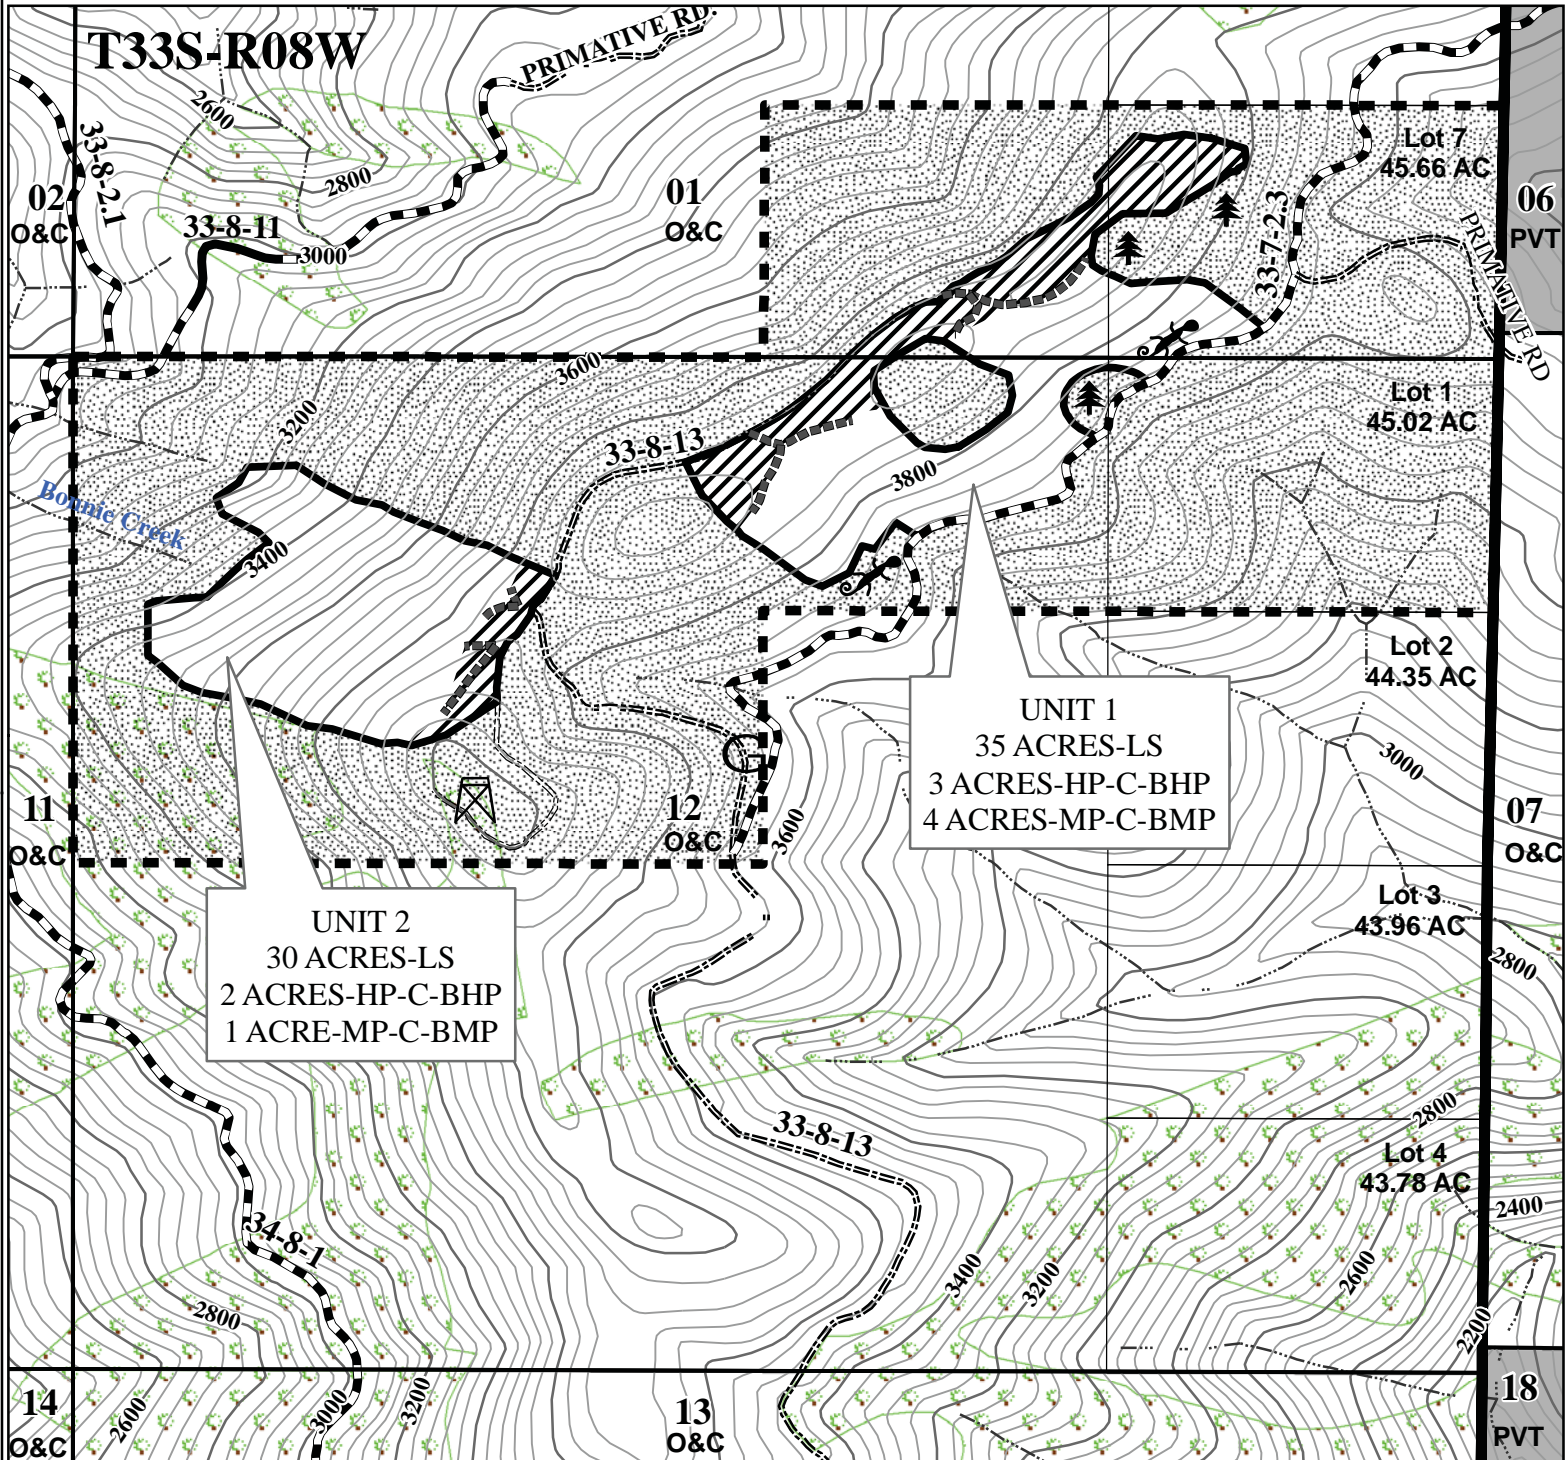 T33S-R08W
PRIMATIVE RD.
2600
33-8-2.1
2800
02
O&C
33-8-11
3000
01
O&C
Lot 7
45.66 AC
06
PVT
33-7-2.3
PRIMATIVE RD
3600
3200
Lot 1
45.02 AC
33-8-13
3800
Bonnie Creek
3400
Lot 2
44.35 AC
UNIT 1
35 ACRES-LS
3 ACRES-HP-C-BHP
4 ACRES-MP-C-BMP
3000
G
11
O&C
12
O&C
3600
07
O&C
UNIT 2
30 ACRES-LS
2 ACRES-HP-C-BHP
1 ACRE-MP-C-BMP
Lot 3
43.96 AC
2800
33-8-13
2800
Lot 4
43.78 AC
2400
34-8-1
3400
3200
2600
2800
2200
14
O&C
2600
3000
3200
13
O&C
18
PVT